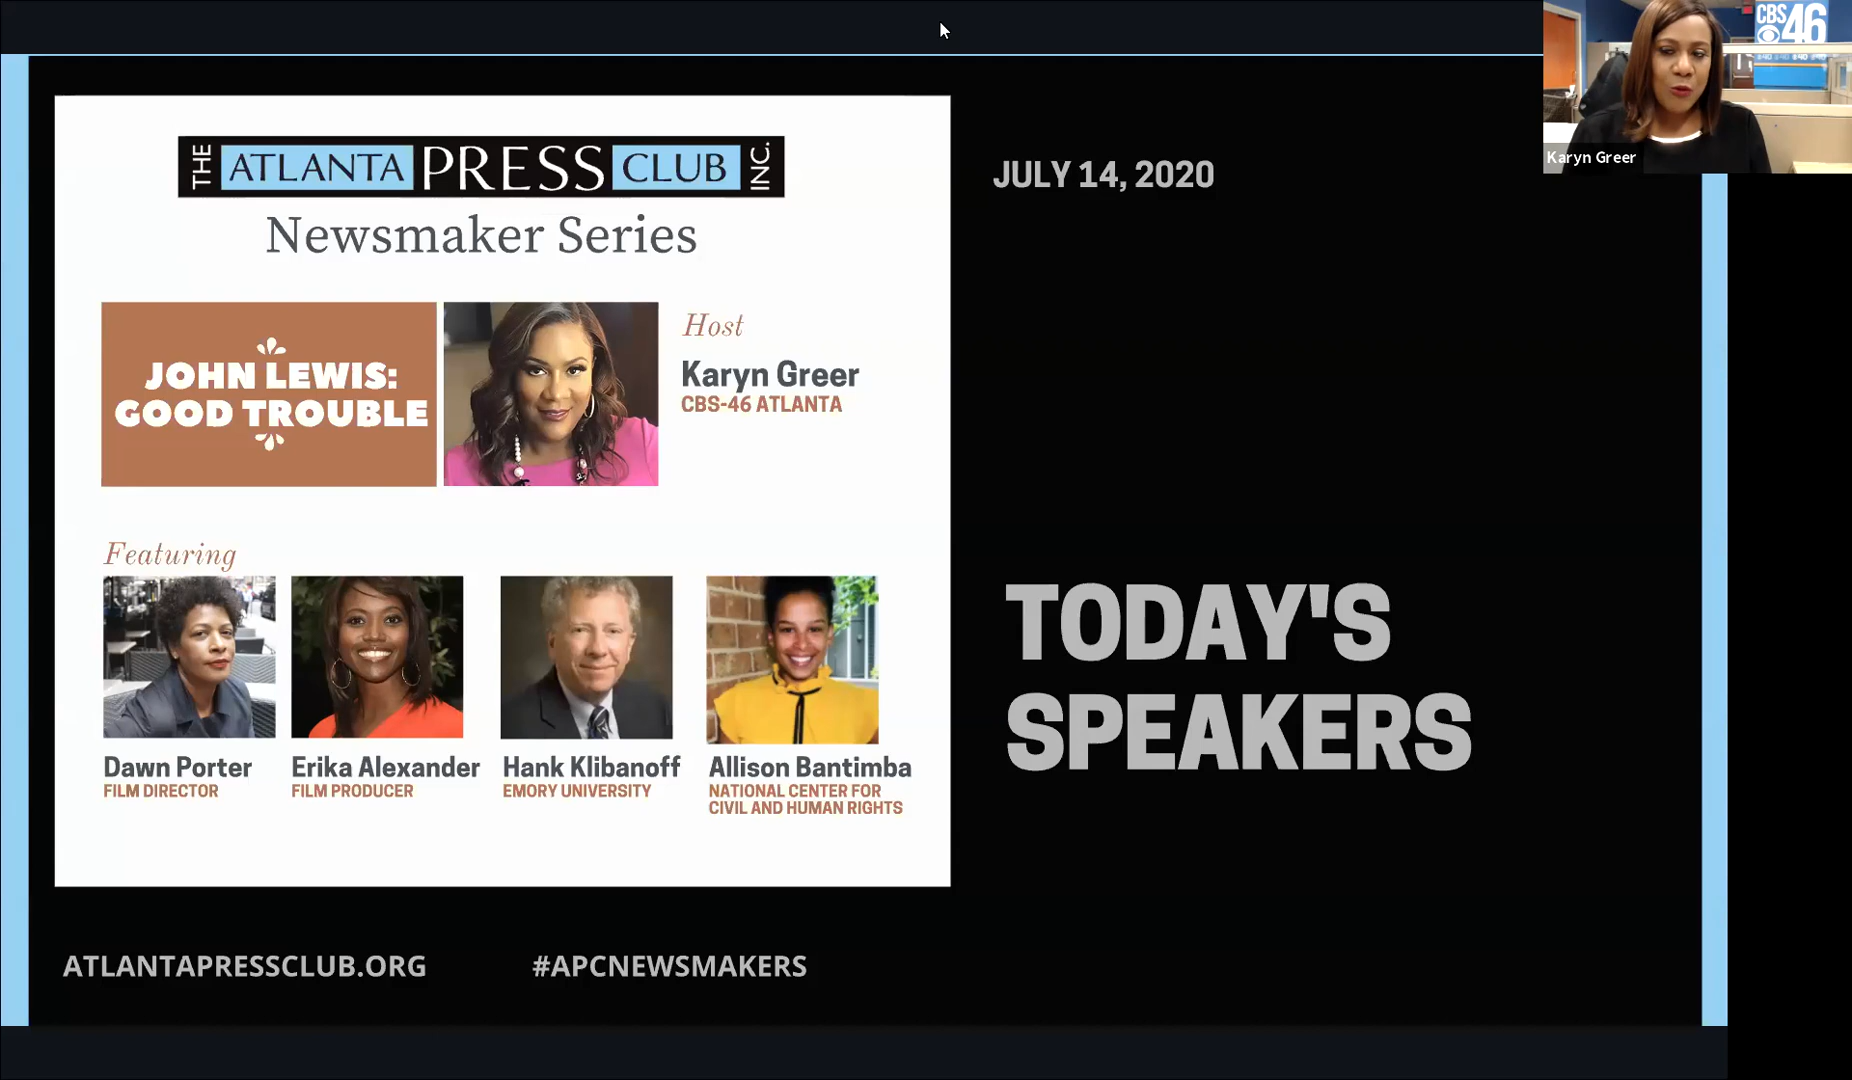 THE ATLANTA PRESS CLUB INC.
Newsmaker Series
JOHN LEWIS:
GOOD TROUBLE
Host
Karyn Greer
CBS-46 ATLANTA
Featuring
Dawn Porter
FILM DIRECTOR
Erika Alexander
FILM PRODUCER
Hank Klibanoff
EMORY UNIVERSITY
Allison Bantimba
NATIONAL CENTER FOR
CIVIL AND HUMAN RIGHTS
ATLANTAPRESSCLUB.ORG
#APCNEWSMAKERS
JULY 14, 2020
TODAY'S
SPEAKERS
CBS 46
Karyn Greer